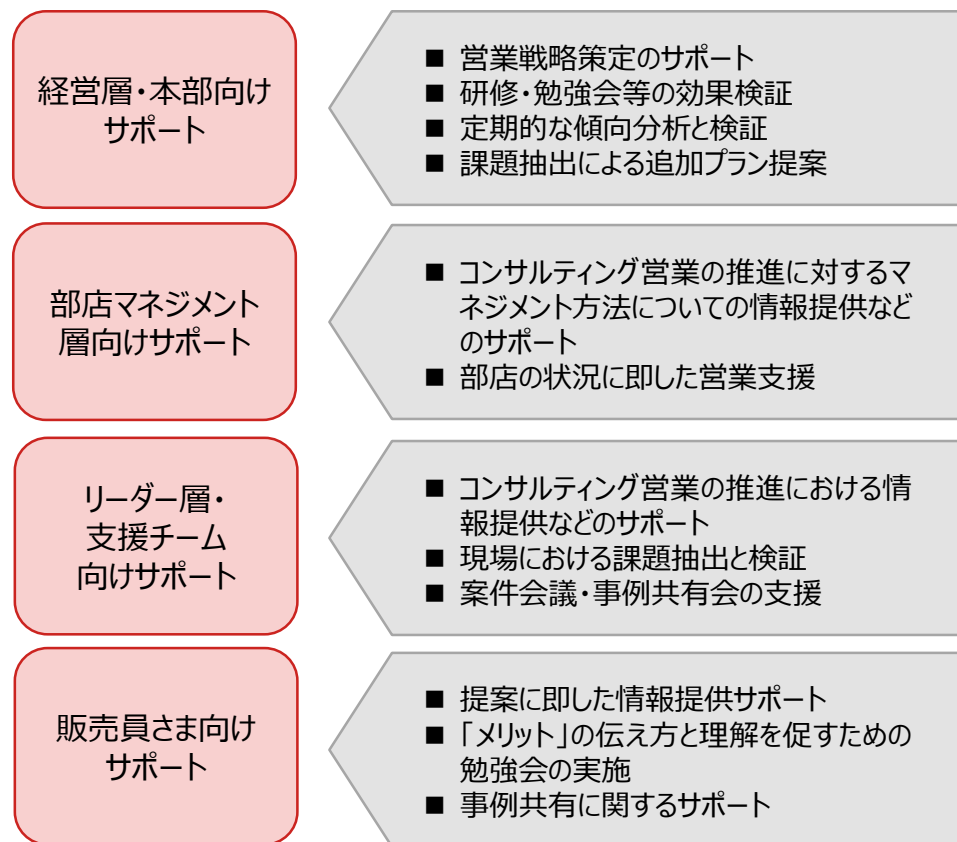 経営層・本部向け
サポート
■ 営業戦略策定のサポート
■ 研修・勉強会等の効果検証
■ 定期的な傾向分析と検証
■ 課題抽出による追加プラン提案
部店マネジメント
層向けサポート
■ コンサルティング営業の推進に対するマ
ネジメント方法についての情報提供など
のサポート
■ 部店の状況に即した営業支援
リーダー層・
支援チーム
向けサポート
■ コンサルティング営業の推進における情
報提供などのサポート
■ 現場における課題抽出と検証
■ 案件会議・事例共有会の支援
販売員さま向け
サポート
■ 提案に即した情報提供サポート
■ 「メリット」の伝え方と理解を促すための
勉強会の実施
■ 事例共有に関するサポート